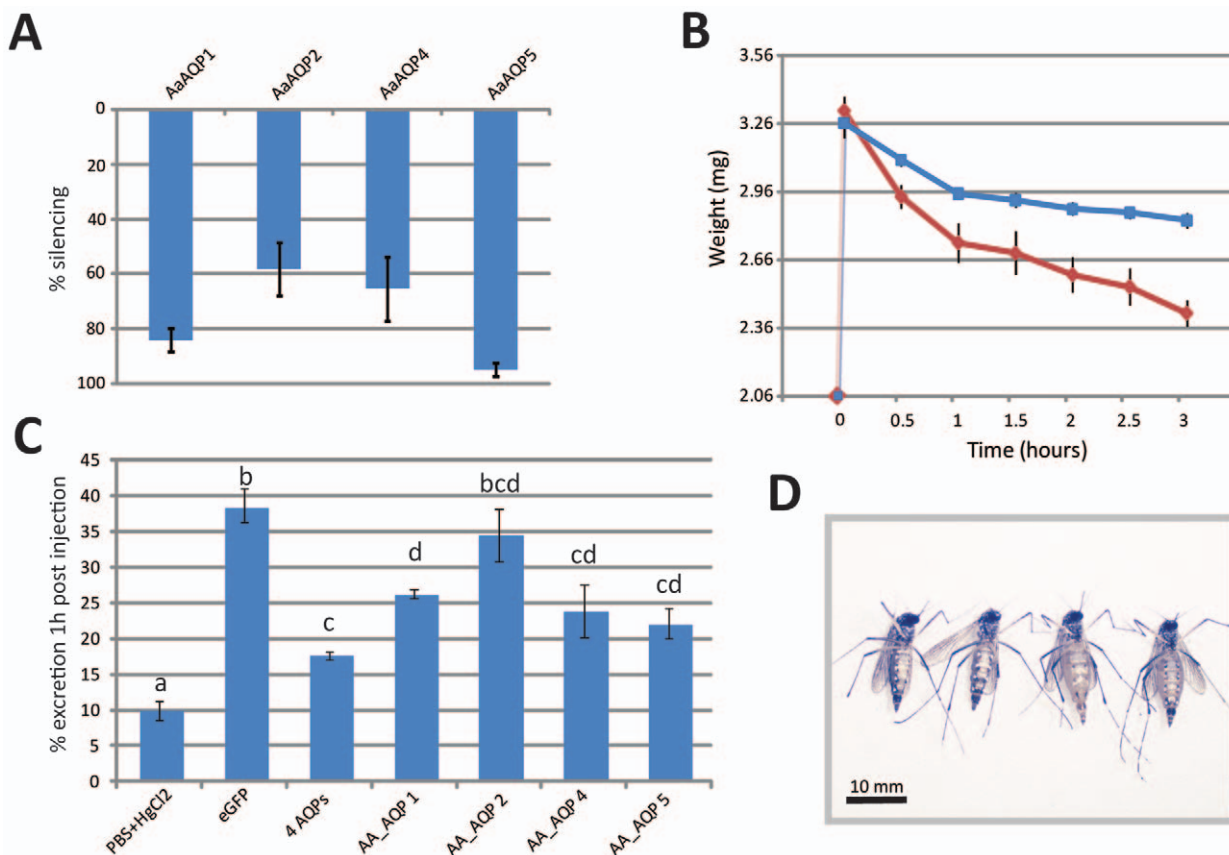 A
AaAQP1
AaAQP2
AaAQP4
AaAQP5
0
20
40
60
80
100
% silencing
B
3.56
3.26
2.96
2.66
2.36
2.06
Weight (mg)
0 0.5 1 1.5 2 2.5 3
Time (hours)
C
45
40
35
30
25
20
15
10
5
0
% excretion 1h post injection
a
b
c
d
bcd
cd
cd
PBS+HgCl2
eGFP
4 AQPs
AA_AQP 1
AA_AQP 2
AA_AQP 4
AA_AQP 5
D
10 mm